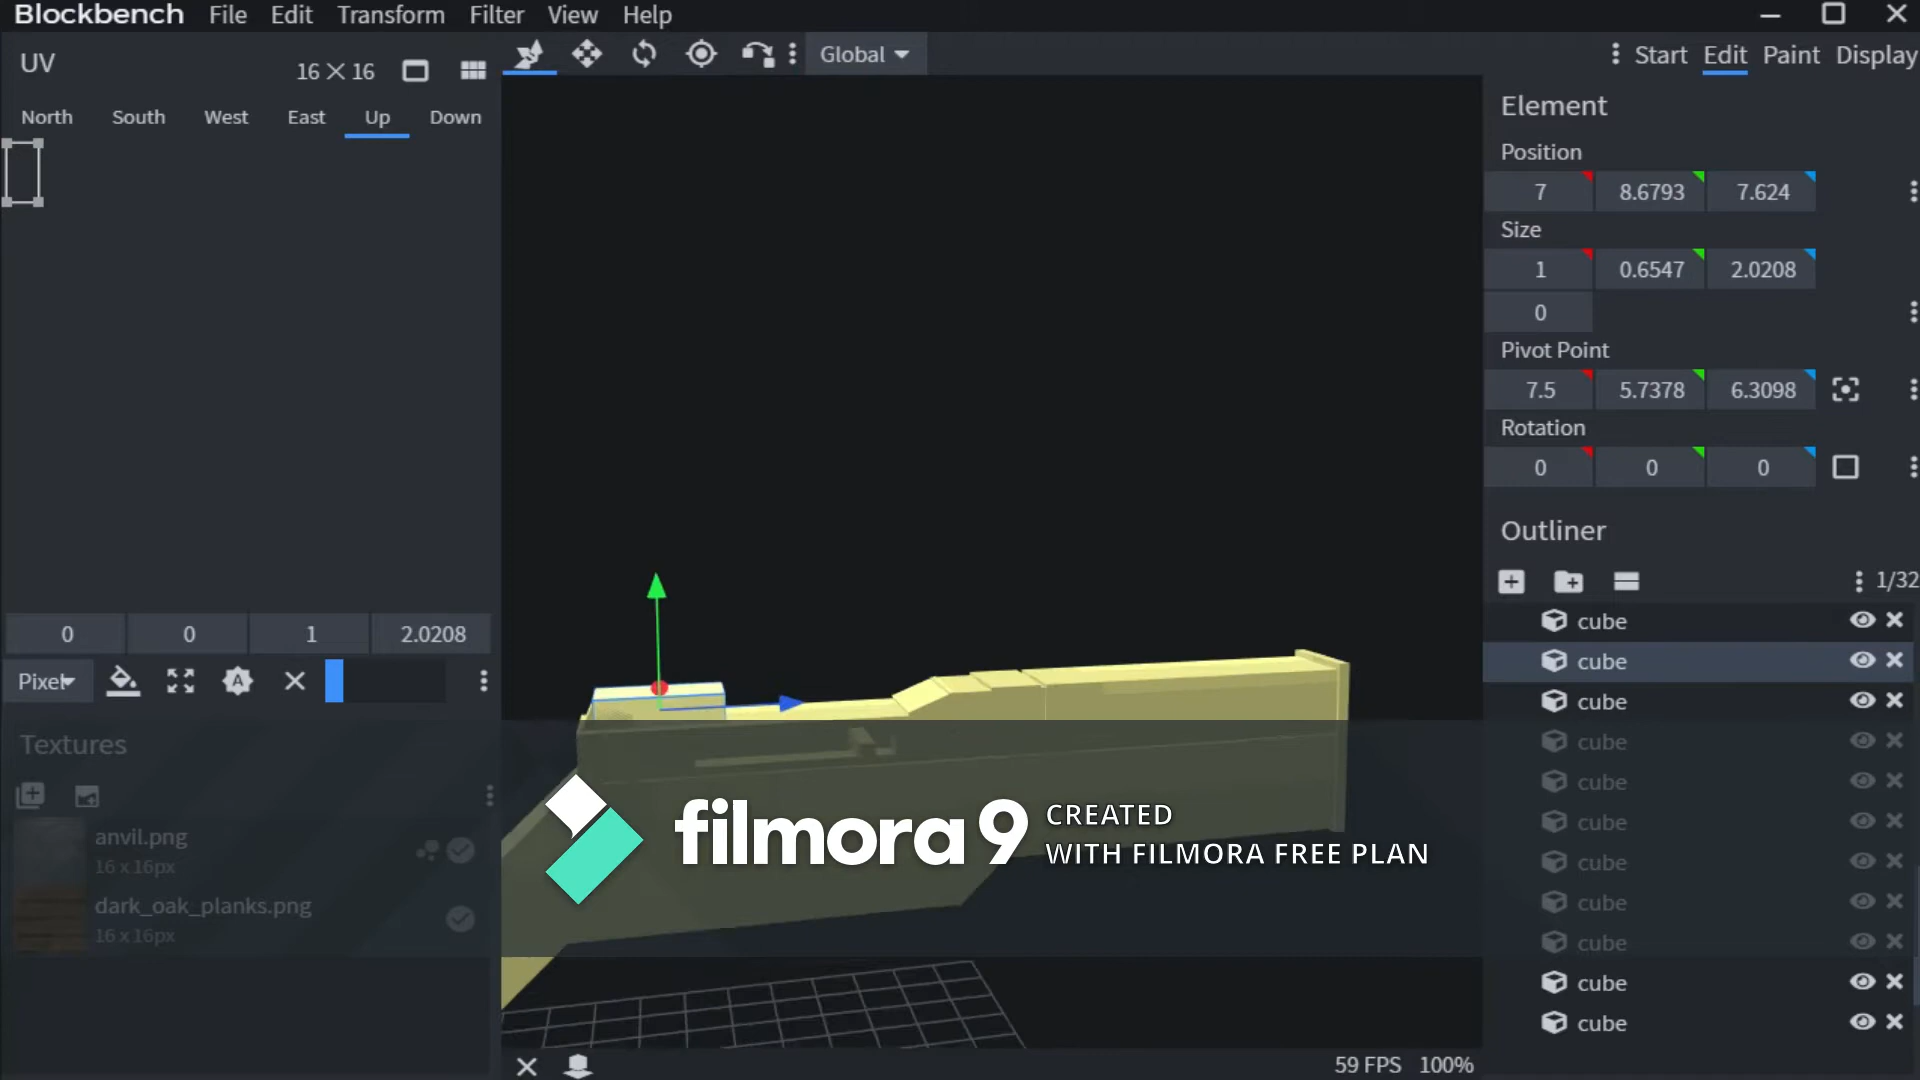 Blockbench File Edit Transform Filter View Help
UV
16 × 16
Global
Start Edit Paint Display
North South West East Up Down
Element
Position
7 8.6793 7.624
Size
1 0.6547 2.0208
0
Pivot Point
7.5 5.7378 6.3098
Rotation
0 0 0
Outliner
1/32
cube
cube
cube
cube
cube
cube
cube
cube
cube
cube
cube
0 0 1 2.0208
Pixel
Textures
anvil.png
16 x 16px
dark_oak_planks.png
16 x 16px
filmora 9
CREATED
WITH FILMORA FREE PLAN
59 FPS 100%